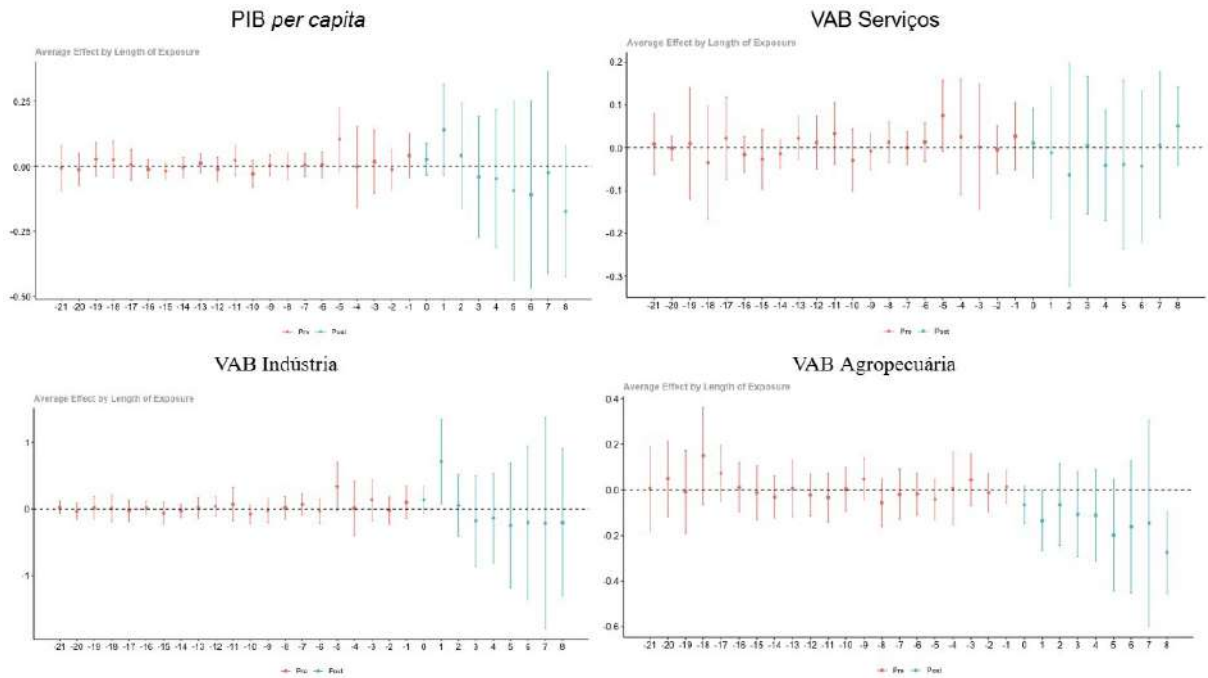 PIB per capita
Average Effect by Length of Exposure
0.25
0.00
-0.25
-0.50
-21 -20 -19 -18 -17 -16 -15 -14 -13 -12 -11 -10 -9 -8 -7 -6 -5 -4 -3 -2 -1 0 1 2 3 4 5 6 7 8
Pre Post
VAB Serviços
Average Effect by Length of Exposure
0.2
0.1
0.0
-0.1
-0.2
-0.3
-21 -20 -19 -18 -17 -16 -15 -14 -13 -12 -11 -10 -9 -8 -7 -6 -5 -4 -3 -2 -1 0 1 2 3 4 5 6 7 8
Pre Post
VAB Indústria
Average Effect by Length of Exposure
1
0
-1
-21 -20 -19 -18 -17 -16 -15 -14 -13 -12 -11 -10 -9 -8 -7 -6 -5 -4 -3 -2 -1 0 1 2 3 4 5 6 7 8
Pre Post
VAB Agropecuária
Average Effect by Length of Exposure
0.4
0.2
0.0
-0.2
-0.4
-0.6
-21 -20 -19 -18 -17 -16 -15 -14 -13 -12 -11 -10 -9 -8 -7 -6 -5 -4 -3 -2 -1 0 1 2 3 4 5 6 7 8
Pre Post